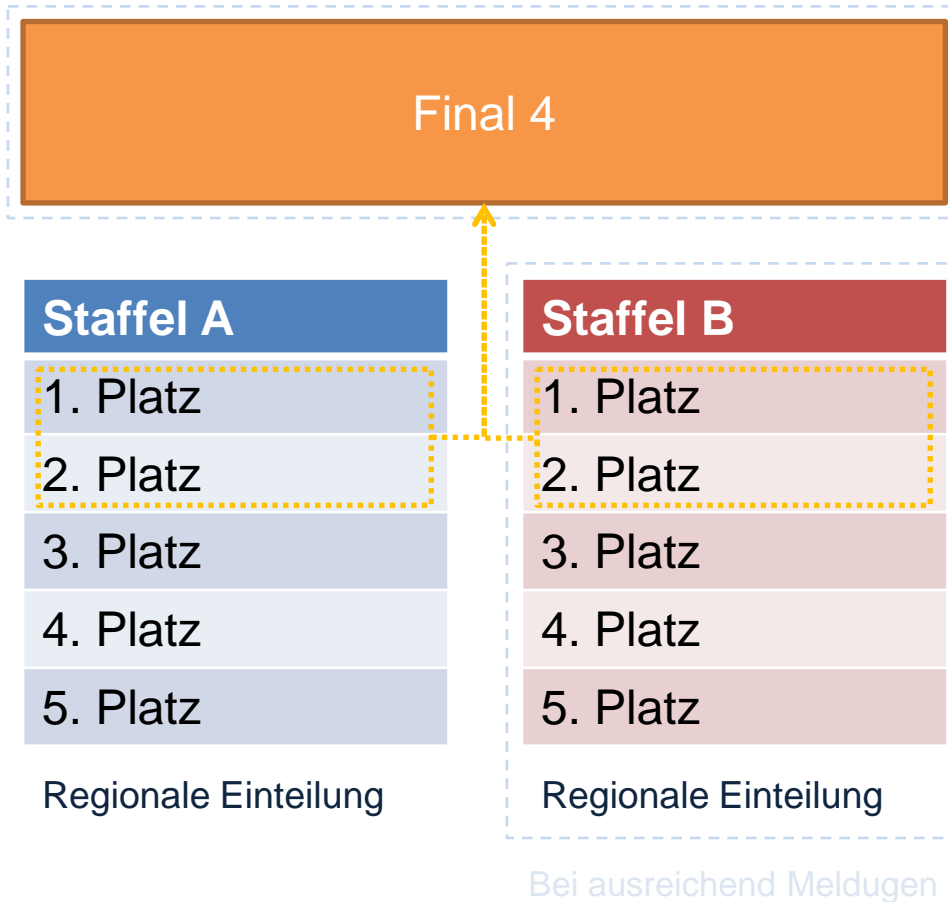 Final 4
Staffel A
1. Platz
2. Platz
3. Platz
4. Platz
5. Platz
Regionale Einteilung
Staffel B
1. Platz
2. Platz
3. Platz
4. Platz
5. Platz
Regionale Einteilung
Bei ausreichend Meldugen